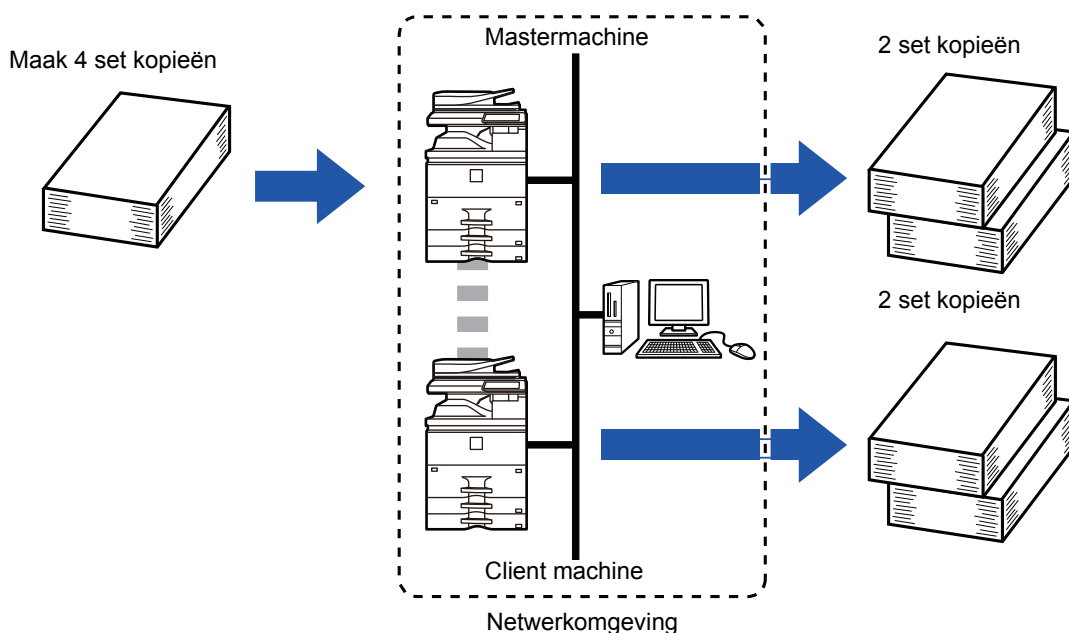 Maak 4 set kopieën
Mastermachine
2 set kopieën
2 set kopieën
Client machine
Netwerkomgeving